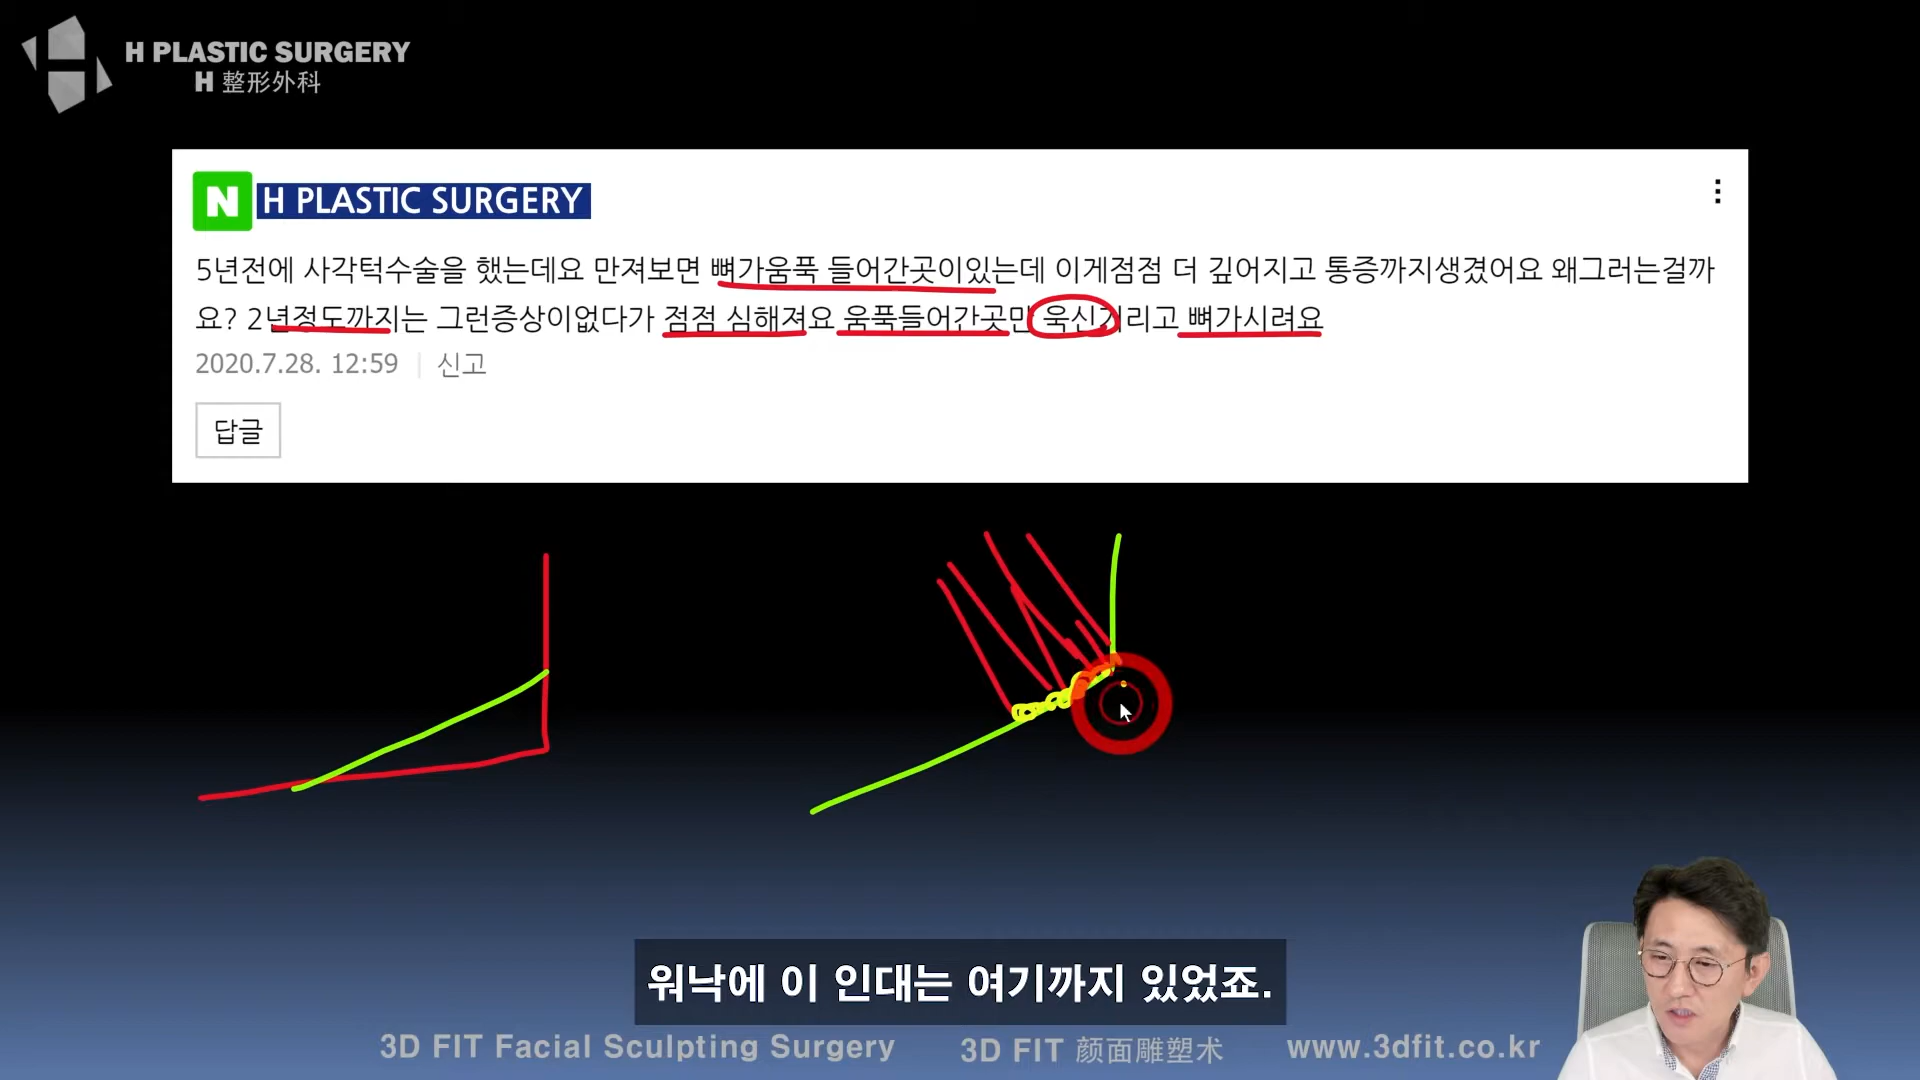 H PLASTIC SURGERY
H 整形外科
N H PLASTIC SURGERY
5년전에 사각턱수술을 했는데요 만져보면 뼈가움푹 들어간곳이있는데 이게점점 더 깊어지고 통증까지생겼어요 왜그러는걸까
요? 2년정도까지는 그런증상이없다가 점점 심해져요 움푹들어간곳만 욱신거리고 뼈가시려요
2020.7.28. 12:59 신고
답글
워낙에 이 인대는 여기까지 있었죠.
3D FIT Facial Sculpting Surgery 3D FIT 颜面雕塑术 www.3dfit.co.kr